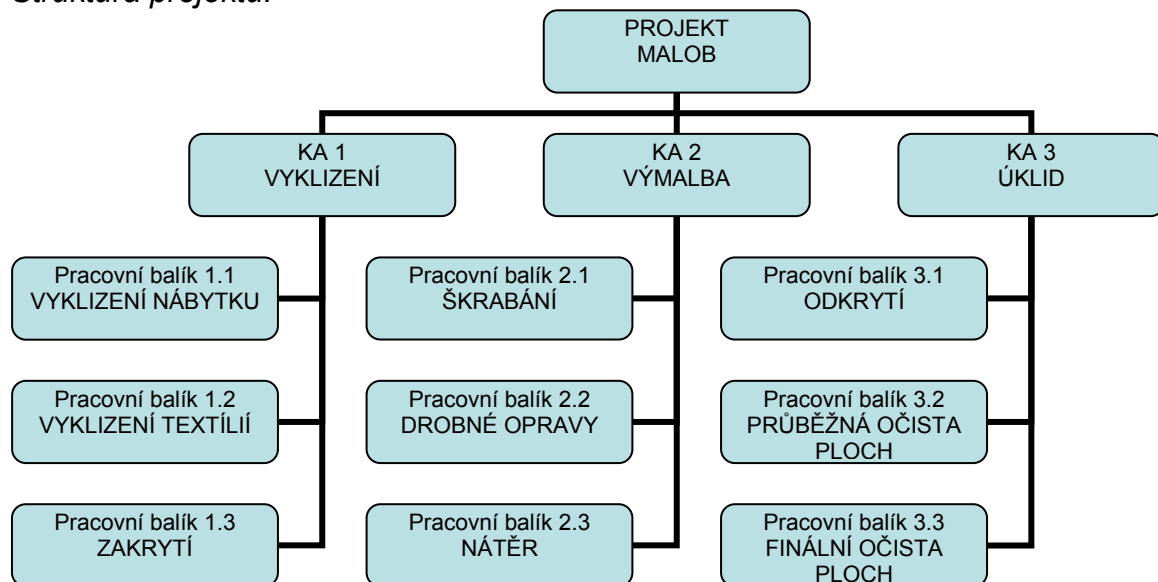 Struktura projektu:
PROJEKT
MALOB
KA 1
VYKLIZENÍ
KA 2
VÝMALBA
KA 3
ÚKLID
Pracovní balík 1.1
VYKLIZENÍ NÁBYTKU
Pracovní balík 2.1
ŠKRABÁNÍ
Pracovní balík 3.1
ODKRYTÍ
Pracovní balík 1.2
VYKLIZENÍ TEXTÍLIÍ
Pracovní balík 2.2
DROBNÉ OPRAVY
Pracovní balík 3.2
PRŮBĚŽNÁ OČISTA
PLOCH
Pracovní balík 1.3
ZAKRYTÍ
Pracovní balík 2.3
NÁTĚR
Pracovní balík 3.3
FINÁLNÍ OČISTA
PLOCH